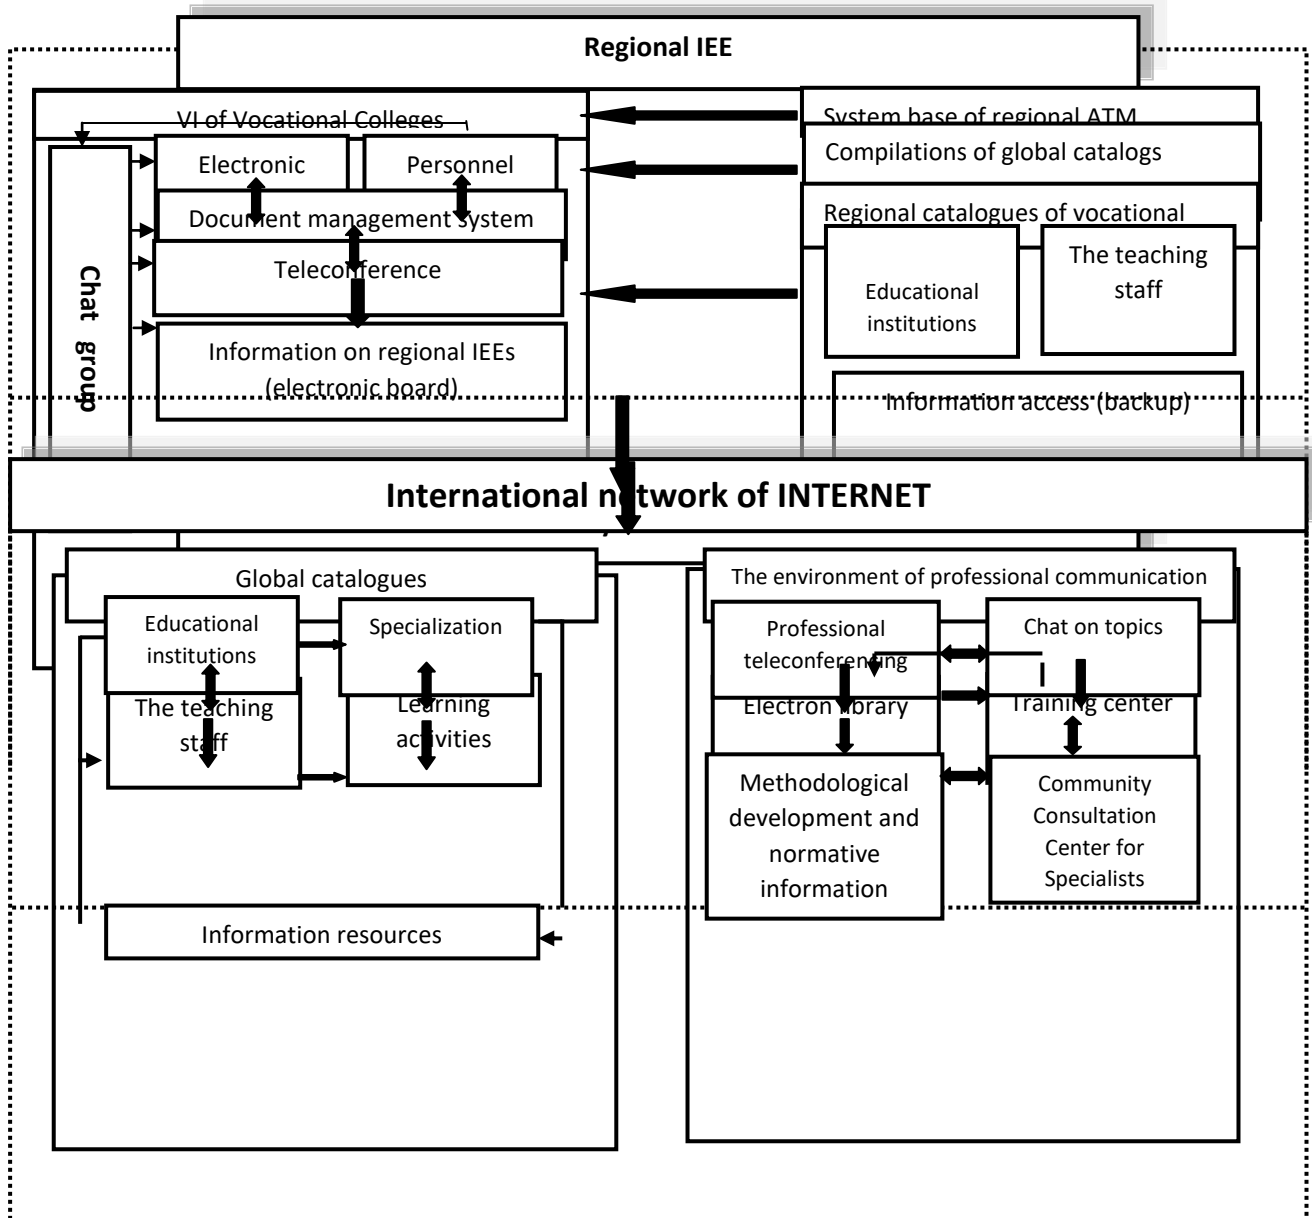 Regional IEE
VI of Vocational Colleges
Electronic
Personnel
Document management system
Teleconference
Information on regional IEEs
(electronic board)
Chat group
System base of regional ATM
Compilations of global catalogs
Regional catalogues of vocational
Educational
institutions
The teaching
staff
Information access (backup)
International network of INTERNET
Global catalogues
Educational
institutions
Specialization
The teaching
staff
Learning
activities
Information resources
The environment of professional communication
Professional
teleconferencing
Chat on topics
Electron library
Training center
Methodological
development and
normative
information
Community
Consultation
Center for
Specialists